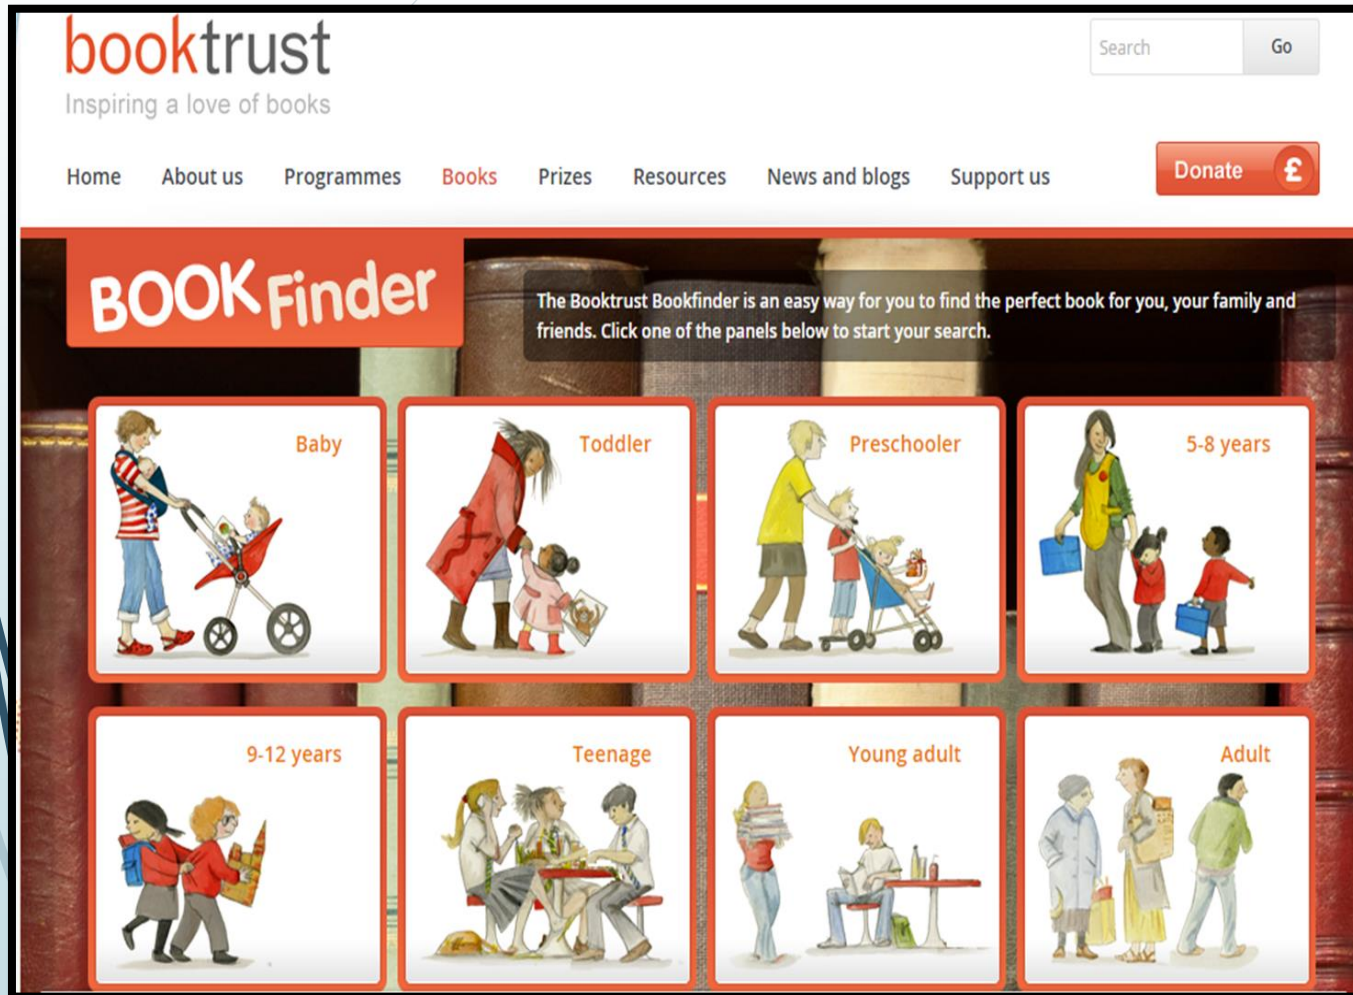 booktrust
Inspiring a love of books
Search
Go
Home
About us
Programmes
Books
Prizes
Resources
News and blogs
Support us
Donate £
BOOK Finder
The Booktrust Bookfinder is an easy way for you to find the perfect book for you, your family and
friends. Click one of the panels below to start your search.
Baby
Toddler
Preschooler
5-8 years
9-12 years
Teenage
Young adult
Adult